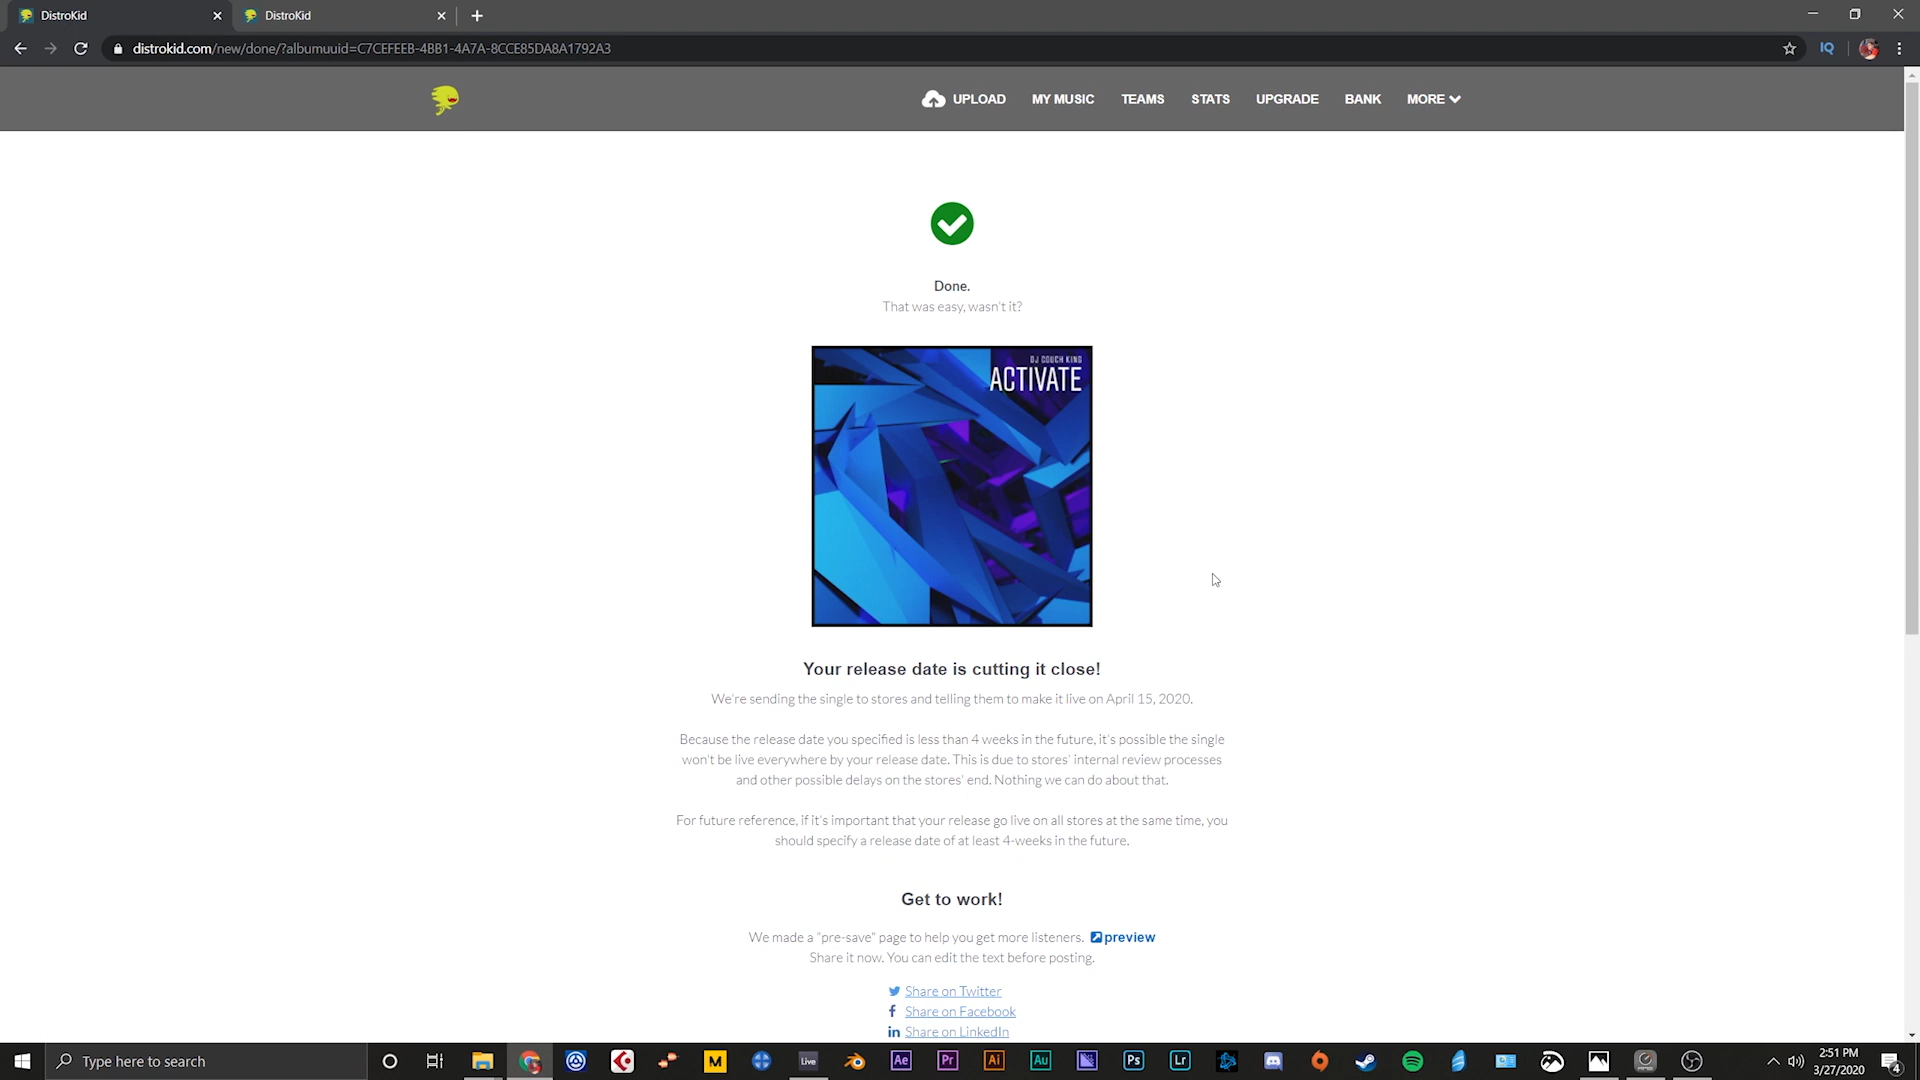 DistroKid
DistroKid
distrokid.com/new/done/?albumuuid=C7CEFEEB-4BB1-4A7A-8CCE85DA8A1792A3
IQ
UPLOAD
MY MUSIC
TEAMS
STATS
UPGRADE
BANK
MORE
Done.
That was easy, wasn't it?
DJ COUCH KING
ACTIVATE
Your release date is cutting it close!
We're sending the single to stores and telling them to make it live on April 15, 2020.
Because the release date you specified is less than 4 weeks in the future, it's possible the single
won't be live everywhere by your release date. This is due to stores' internal review processes
and other possible delays on the stores' end. Nothing we can do about that.
For future reference, if it's important that your release go live on all stores at the same time, you
should specify a release date of at least 4-weeks in the future.
Get to work!
We made a "pre-save" page to help you get more listeners. preview
Share it now. You can edit the text before posting.
Share on Twitter
Share on Facebook
Share on LinkedIn
Type here to search
M
Live
Ae
Pr
Ai
Au
Ps
Lr
2:51 PM
3/27/2020
4